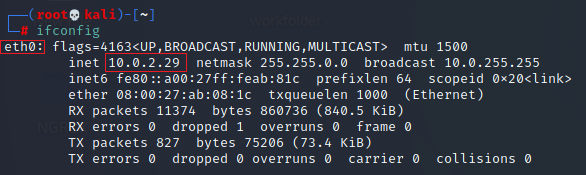 (root💀kali)-[~]
# ifconfig
eth0: flags=4163<UP,BROADCAST,RUNNING,MULTICAST>  mtu 1500
inet 10.0.2.29  netmask 255.255.0.0  broadcast 10.0.255.255
inet6 fe80::a00:27ff:feab:81c  prefixlen 64  scopeid 0×20<link>
ether 08:00:27:ab:08:1c  txqueuelen 1000  (Ethernet)
RX packets 11374  bytes 860736 (840.5 KiB)
RX errors 0  dropped 1  overruns 0  frame 0
TX packets 827  bytes 75206 (73.4 KiB)
TX errors 0  dropped 0 overruns 0  carrier 0  collisions 0